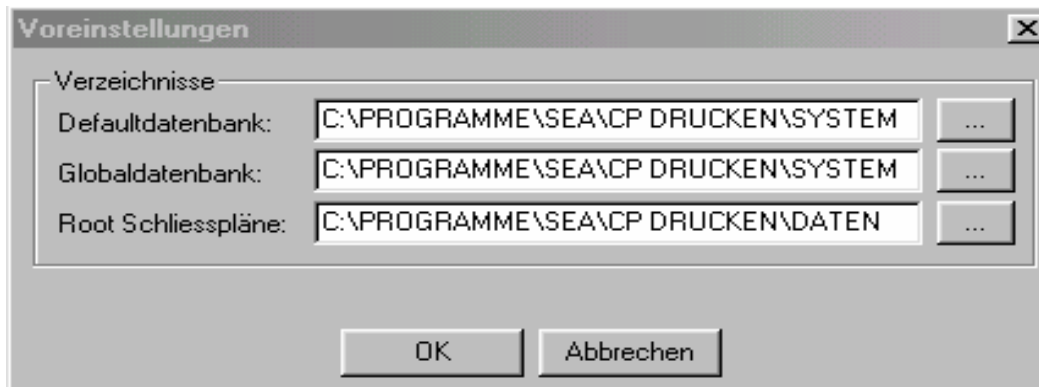 Voreinstellungen
Verzeichnisse
Defaultdatenbank: C:\PROGRAMME\SEA\CP DRUCKEN\SYSTEM ...
Globaldatenbank: C:\PROGRAMME\SEA\CP DRUCKEN\SYSTEM ...
Root Schliesspläne: C:\PROGRAMME\SEA\CP DRUCKEN\DATEN ...
OK Abbrechen